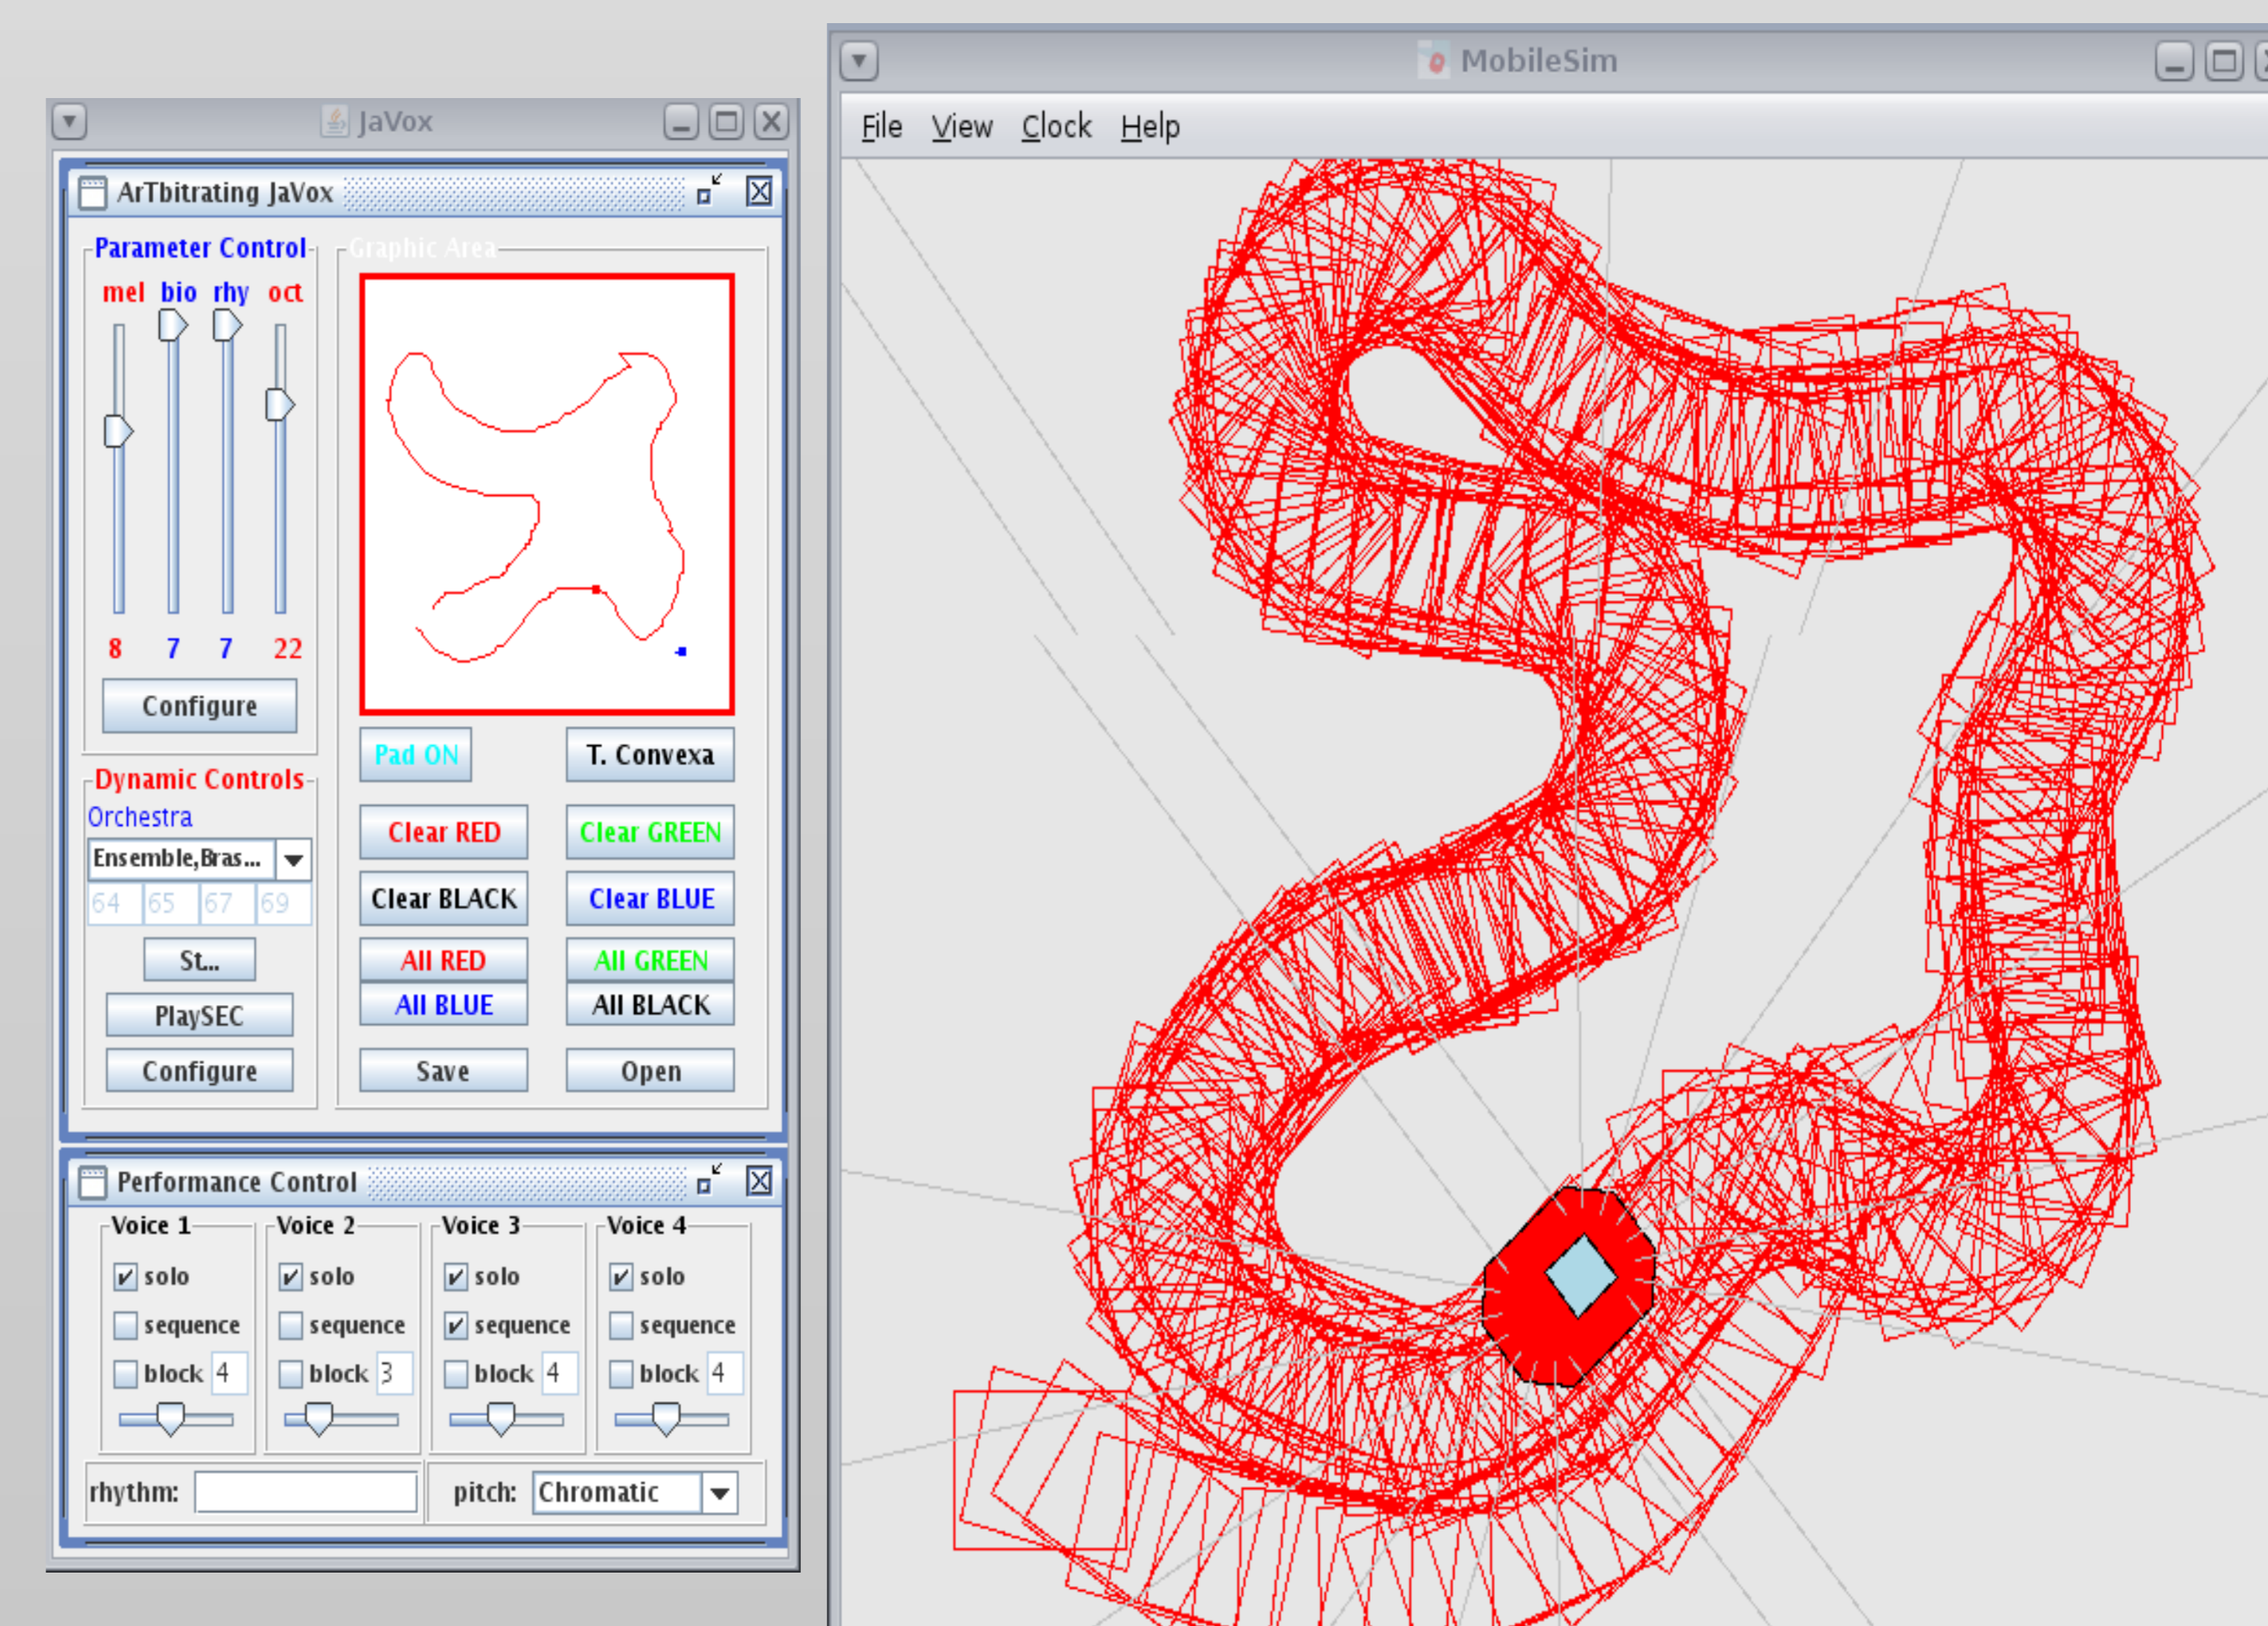 JaVox
ArTbitrating JaVox
Parameter Control
mel bio rhy oct
8 7 7 22
Configure
Dynamic Controls
Orchestra
Ensemble,Bras...
64 65 67 69
St...
PlaySEC
Configure
Graphic Area
Pad ON T. Convexa
Clear RED Clear GREEN
Clear BLACK Clear BLUE
All RED All GREEN
All BLUE All BLACK
Save Open
Performance Control
Voice 1 Voice 2 Voice 3 Voice 4
solo solo solo solo
sequence sequence sequence sequence
block 4 block 3 block 4 block 4
rhythm: pitch: Chromatic
MobileSim
File View Clock Help